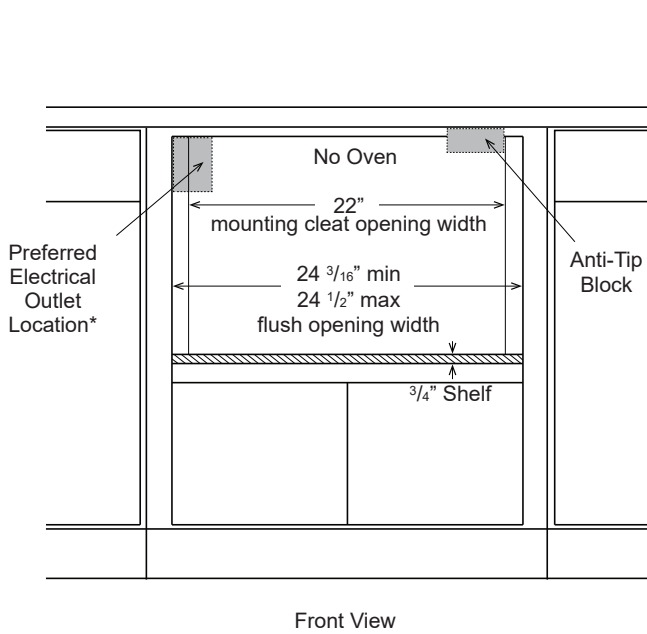 No Oven
22”
mounting cleat opening width
Preferred
Electrical
Outlet
Location*
Anti-Tip
Block
24 3/16” min
24 1/2” max
flush opening width
3/4” Shelf
Front View